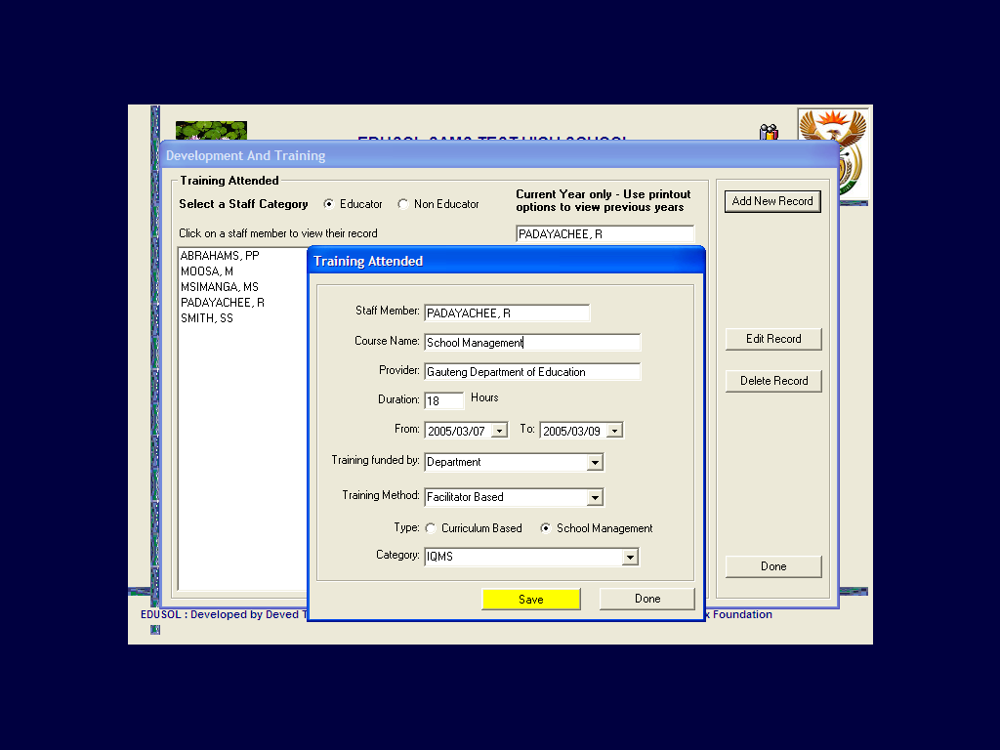 EDUSOL SAMS TEST HIGH SCHOOL
Development And Training
Training Attended
Select a Staff Category Educator Non Educator
Current Year only - Use printout
options to view previous years
Add New Record
Click on a staff member to view their record
PADAYACHEE, R
ABRAHAMS, PP
MOOSA, M
MSIMANGA, MS
PADAYACHEE, R
SMITH, SS
Training Attended
Staff Member: PADAYACHEE, R
Course Name: School Management
Provider: Gauteng Department of Education
Duration: 18 Hours
From: 2005/03/07 To: 2005/03/09
Training funded by: Department
Training Method: Facilitator Based
Type: Curriculum Based School Management
Category: IQMS
Save Done
Edit Record
Delete Record
Done
EDUSOL : Developed by Deved T
x Foundation